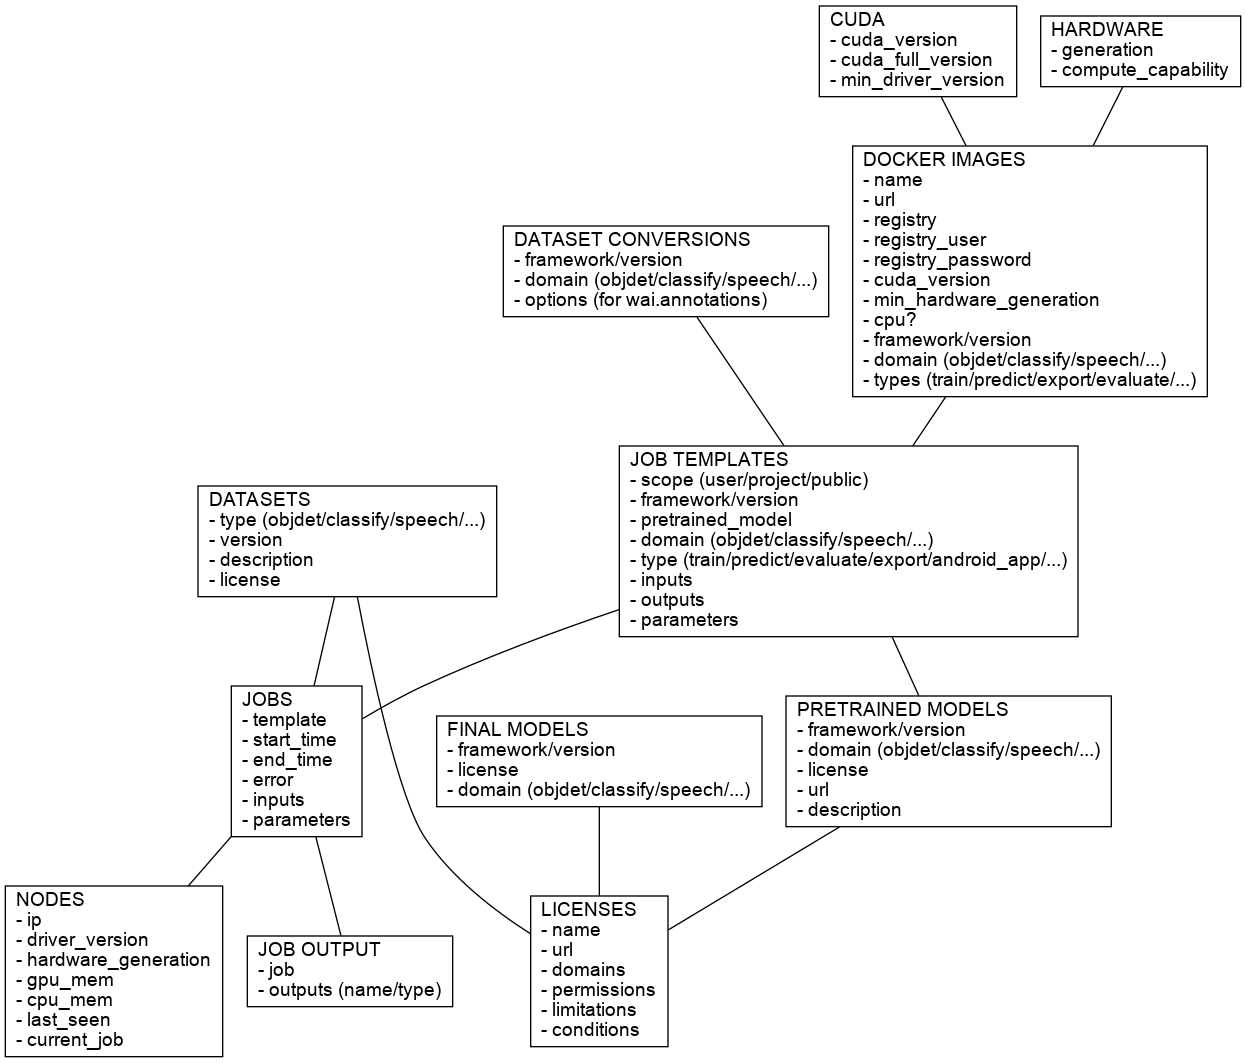 CUDA
- cuda_version
- cuda_full_version
- min_driver_version
HARDWARE
- generation
- compute_capability
DOCKER IMAGES
- name
- url
- registry
- registry_user
- registry_password
- cuda_version
- min_hardware_generation
- cpu?
- framework/version
- domain (objdet/classify/speech/...)
- types (train/predict/export/evaluate/...)
DATASET CONVERSIONS
- framework/version
- domain (objdet/classify/speech/...)
- options (for wai.annotations)
JOB TEMPLATES
- scope (user/project/public)
- framework/version
- pretrained_model
- domain (objdet/classify/speech/...)
- type (train/predict/evaluate/export/android_app/...)
- inputs
- outputs
- parameters
DATASETS
- type (objdet/classify/speech/...)
- version
- description
- license
JOBS
- template
- start_time
- end_time
- error
- inputs
- parameters
FINAL MODELS
- framework/version
- license
- domain (objdet/classify/speech/...)
PRETRAINED MODELS
- framework/version
- domain (objdet/classify/speech/...)
- license
- url
- description
NODES
- ip
- driver_version
- hardware_generation
- gpu_mem
- cpu_mem
- last_seen
- current_job
JOB OUTPUT
- job
- outputs (name/type)
LICENSES
- name
- url
- domains
- permissions
- limitations
- conditions